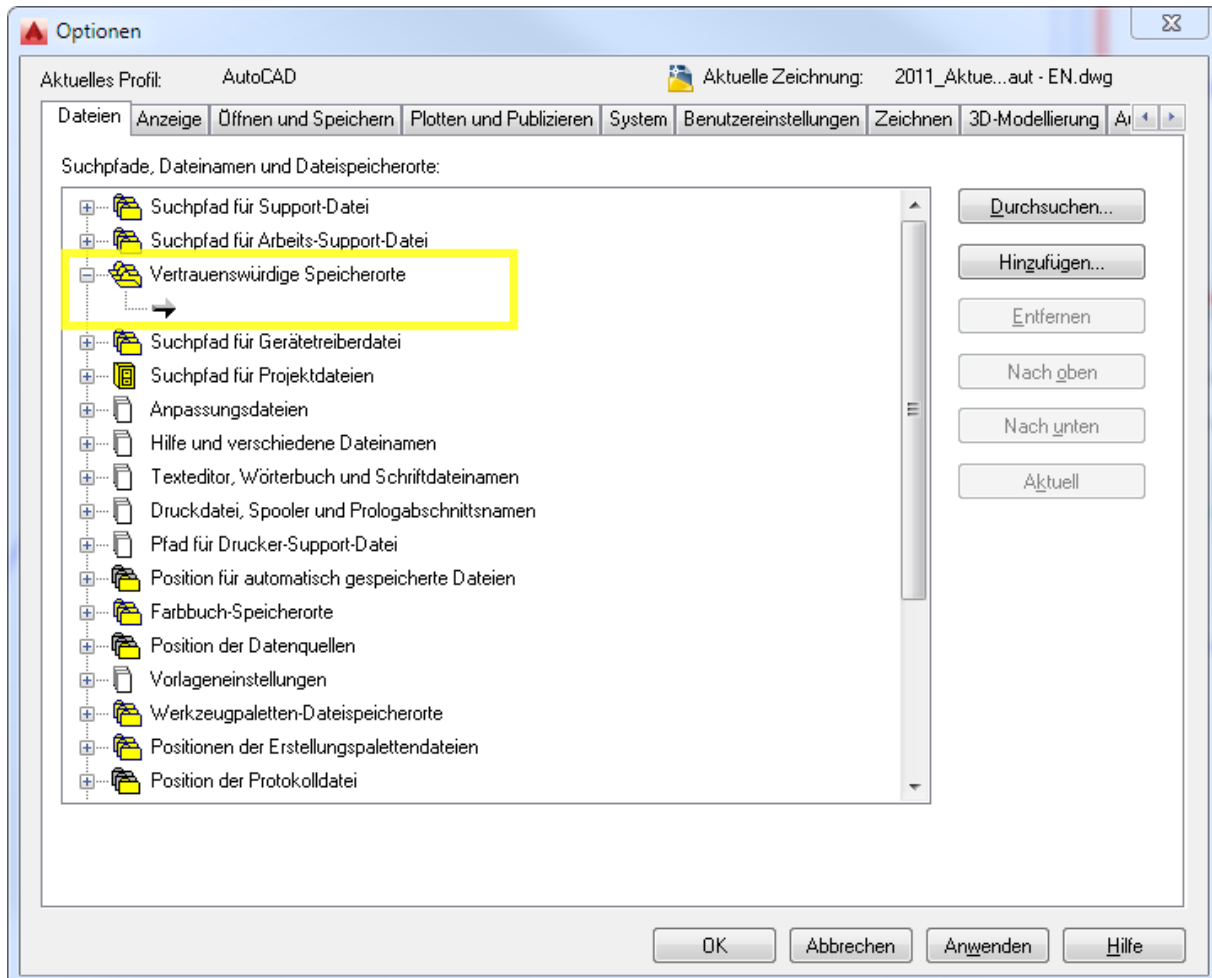 Optionen
Aktuelles Profil: AutoCAD Aktuelle Zeichnung: 2011_Aktue...aut - EN.dwg
Dateien Anzeige Öffnen und Speichern Plotten und Publizieren System Benutzereinstellungen Zeichnen 3D-Modellierung
Suchpfade, Dateinamen und Dateispeicherorte:
Suchpfad für Support-Datei
Durchsuchen...
Suchpfad für Arbeits-Support-Datei
Hinzufügen...
Vertrauenswürdige Speicherorte
Entfernen
Suchpfad für Gerätetreiberdatei
Suchpfad für Projektdateien
Nach oben
Anpassungsdateien
Nach unten
Hilfe und verschiedene Dateinamen
Texteditor, Wörterbuch und Schriftdateinamen
Aktuell
Druckdatei, Spooler und Prologabschnittsnamen
Pfad für Drucker-Support-Datei
Position für automatisch gespeicherte Dateien
Farbbuch-Speicherorte
Position der Datenquellen
Vorlageneinstellungen
Werkzeugpaletten-Dateispeicherorte
Positionen der Erstellungspalettendateien
Position der Protokolldatei
OK Abbrechen Anwenden Hilfe